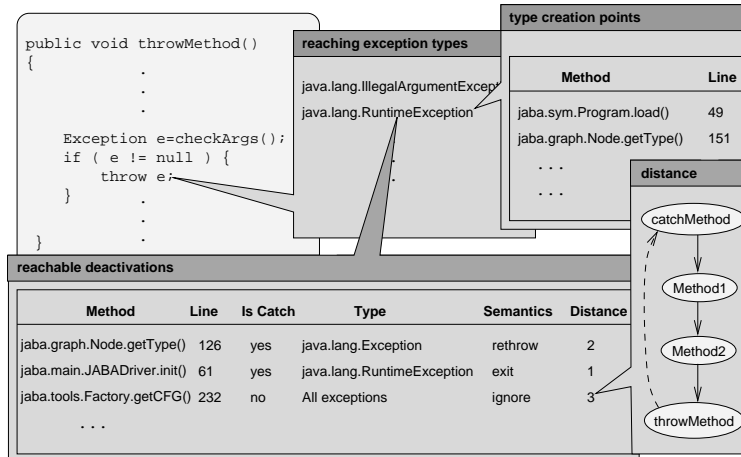 public void throwMethod()
{
.
.
.
Exception e=checkArgs();
if ( e != null ) {
throw e;
}
.
.
.
}
reaching exception types
java.lang.IllegalArgumentExcept
java.lang.RuntimeException
.
.
type creation points
Method Line
jaba.sym.Program.load() 49
jaba.graph.Node.getType() 151
. . .
. . .
distance
catchMethod
Method1
Method2
throwMethod
reachable deactivations
Method Line Is Catch Type Semantics Distance
jaba.graph.Node.getType() 126 yes java.lang.Exception rethrow 2
jaba.main.JABADriver.init() 61 yes java.lang.RuntimeException exit 1
jaba.tools.Factory.getCFG() 232 no All exceptions ignore 3
. . .